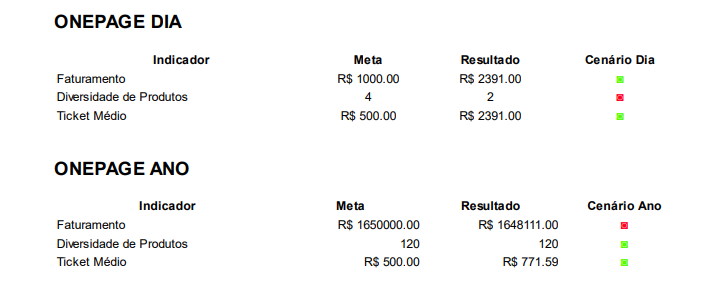 ONEPAGE DIA
Indicador Meta Resultado Cenário Dia
Faturamento R$ 1000.00 R$ 2391.00 ◙
Diversidade de Produtos 4 2 ◙
Ticket Médio R$ 500.00 R$ 2391.00 ◙
ONEPAGE ANO
Indicador Meta Resultado Cenário Ano
Faturamento R$ 1650000.00 R$ 1648111.00 ◙
Diversidade de Produtos 120 120 ◙
Ticket Médio R$ 500.00 R$ 771.59 ◙